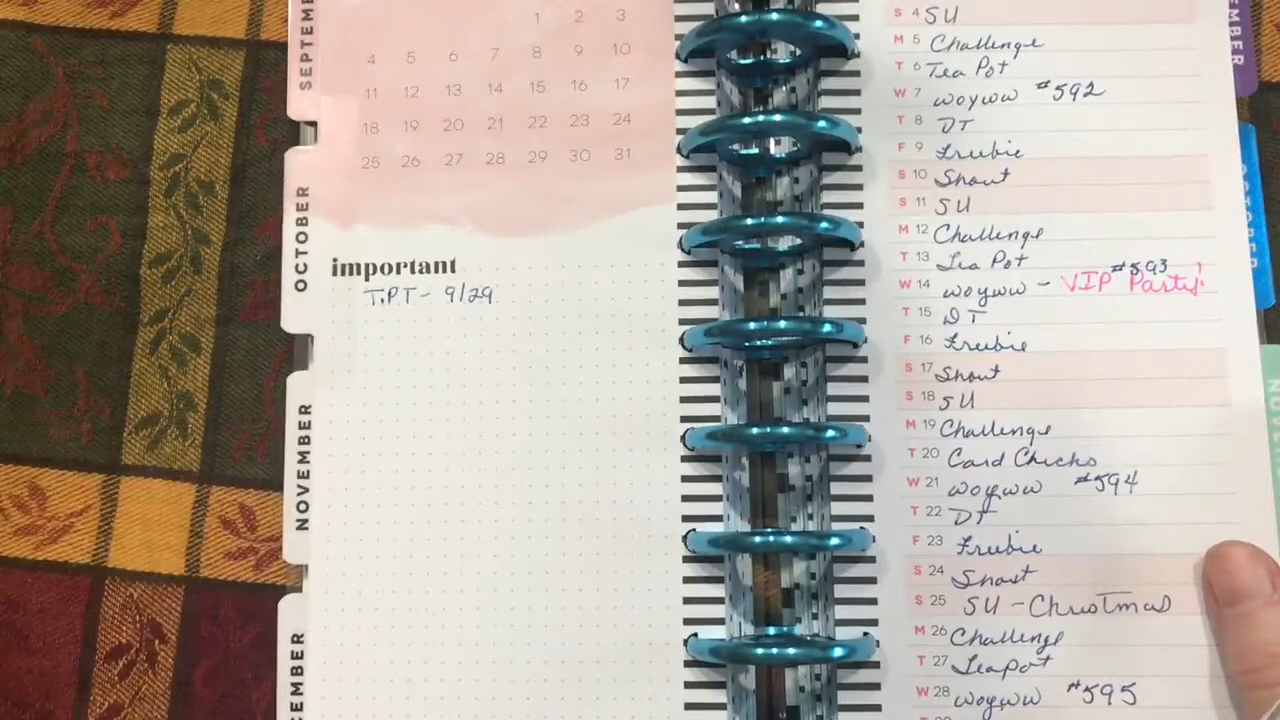 SEPTEMB
1 2 3
4 5 6 7 8 9 10
11 12 13 14 15 16 17
18 19 20 21 22 23 24
25 26 27 28 29 30 31
OCTOBER
NOVEMBER
CEMBER
important
T.P.T - 9/29
S 4 SU
M 5 Challenge
T 6 Tea Pot
W 7 woyww #592
T 8 DT
F 9 Freebie
S 10 Shout
S 11 SU
M 12 Challenge
T 13 Tea Pot
W 14 woyww #593 - VIP Party!
T 15 DT
F 16 Freebie
S 17 Shout
S 18 SU
M 19 Challenge
T 20 Card Chicks
W 21 woyww #594
T 22 DT
F 23 Freebie
S 24 Shout
S 25 SU - Christmas
M 26 Challenge
T 27 Teapot
W 28 woyww #595
EMBER
OCTOBER